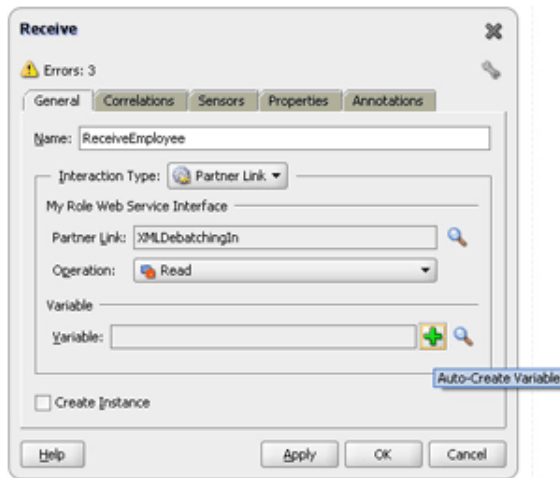 Receive
Errors: 3
General Correlations Sensors Properties Annotations
Name: ReceiveEmployee
Interaction Type: Partner Link
My Role Web Service Interface
Partner Link: XMLDebatchingIn
Operation: Read
Variable
Variable:
Auto-Create Variable
Create Instance
Help Apply OK Cancel